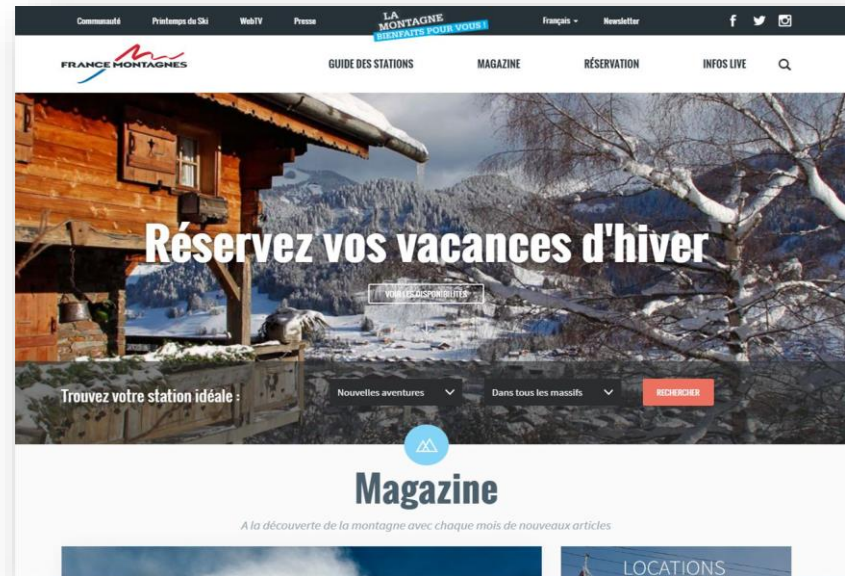 Communauté
Printemps du Ski
WebTV
Presse
LA
MONTAGNE
BIENFAITS POUR VOUS !
Français
Newsletter
FRANCE MONTAGNES
GUIDE DES STATIONS
MAGAZINE
RÉSERVATION
INFOS LIVE
Réservez vos vacances d'hiver
VOIR LES DISPONIBILITÉS
Trouvez votre station idéale :
Nouvelles aventures
Dans tous les massifs
RECHERCHER
Magazine
A la découverte de la montagne avec chaque mois de nouveaux articles
LOCATIONS